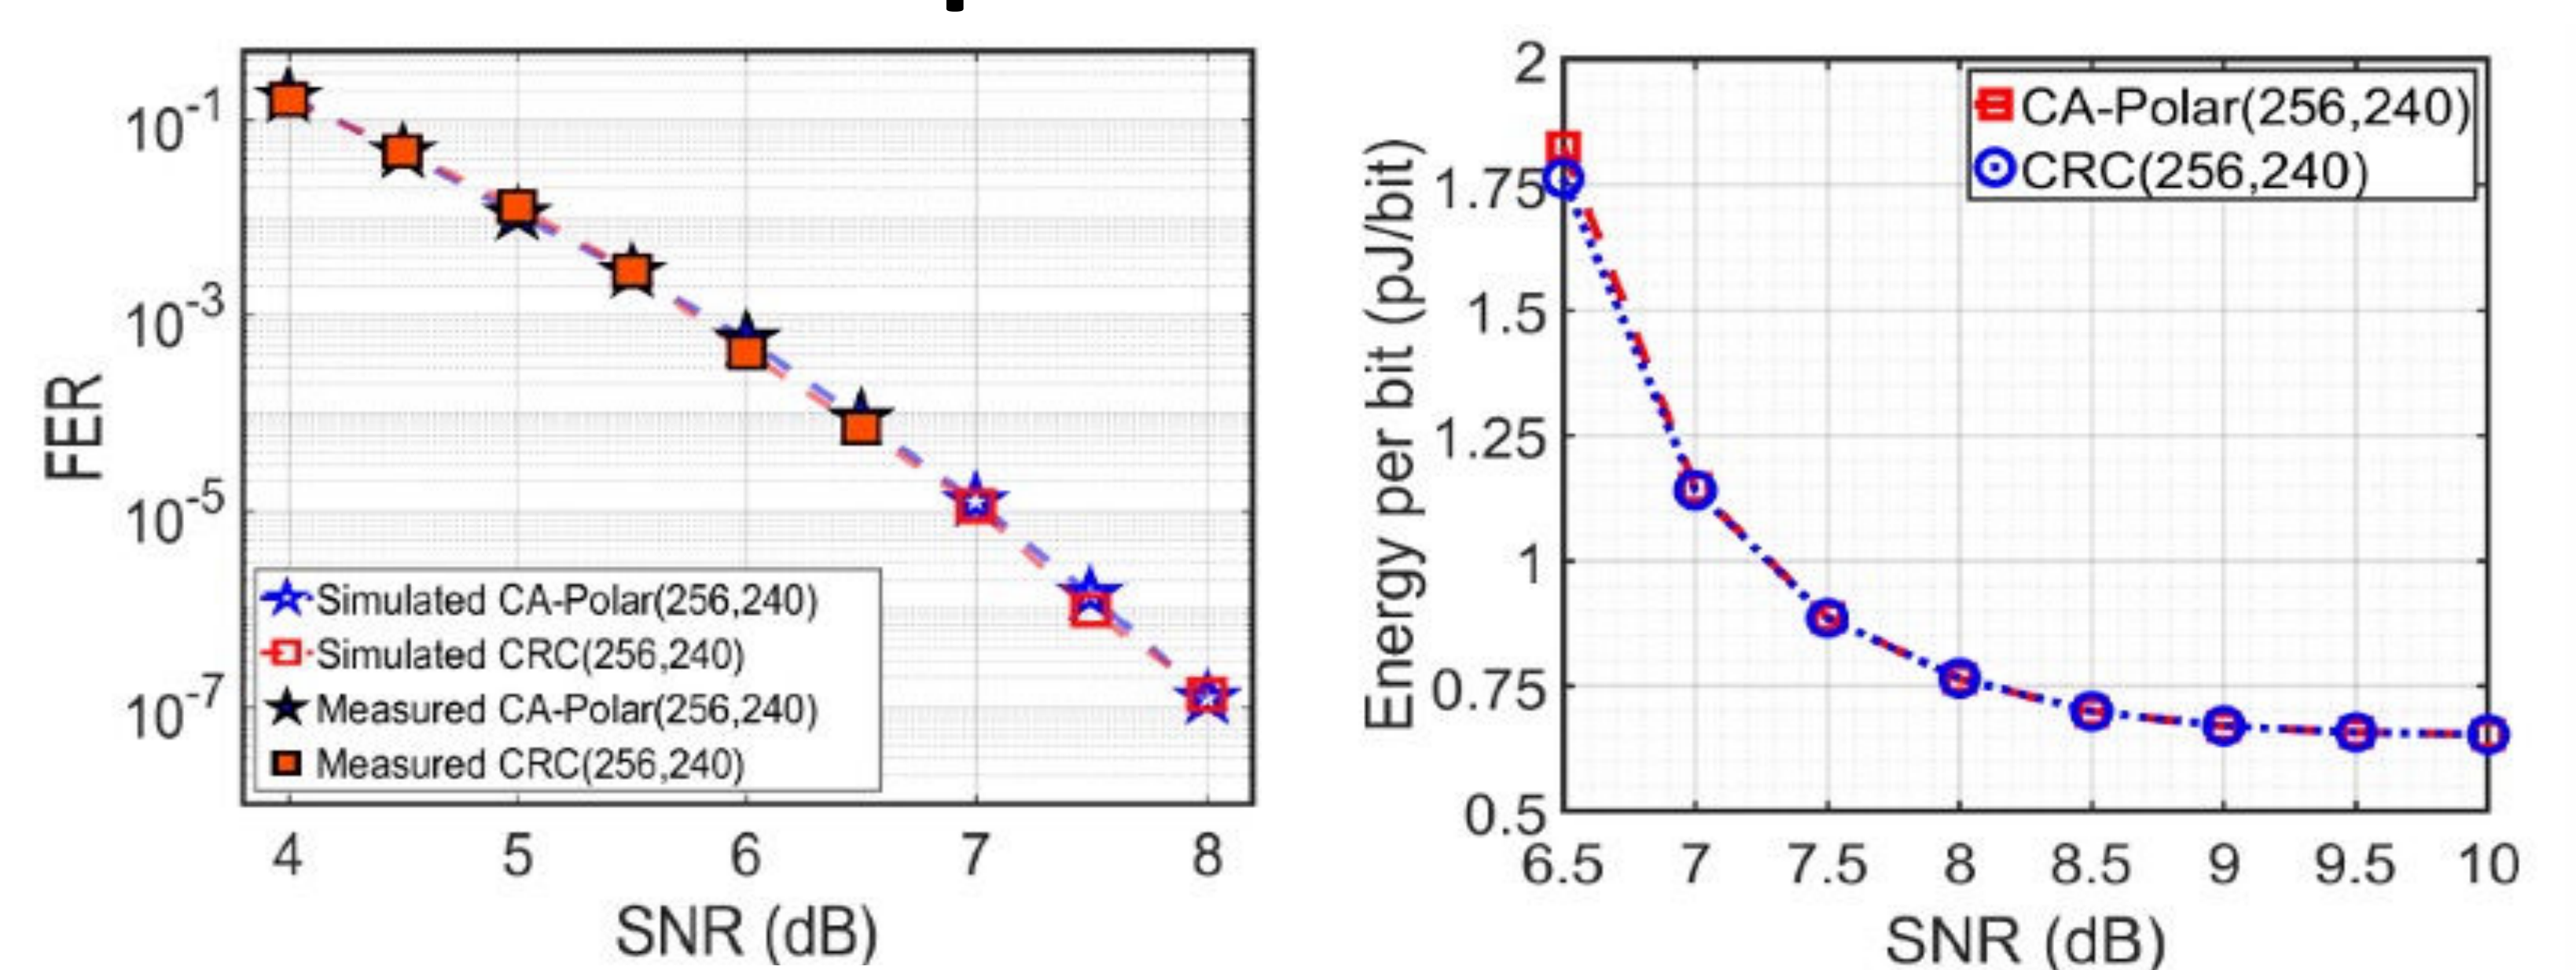 10^-1
10^-3
10^-5
10^-7
FER
Simulated CA-Polar(256,240)
Simulated CRC(256,240)
Measured CA-Polar(256,240)
Measured CRC(256,240)
4 5 6 7 8
SNR (dB)
2
1.75
1.5
1.25
1
0.75
0.5
Energy per bit (pJ/bit)
CA-Polar(256,240)
CRC(256,240)
6.5 7 7.5 8 8.5 9 9.5 10
SNR (dB)